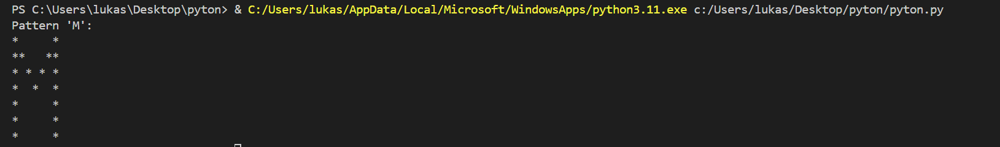 PS C:\Users\lukas\Desktop\pyton> & C:/Users/lukas/AppData/Local/Microsoft/WindowsApps/python3.11.exe c:/Users/lukas/Desktop/pyton/pyton.py
Pattern 'M':
*     *
**   **
* * * *
*  *  *
*     *
*     *
*     *